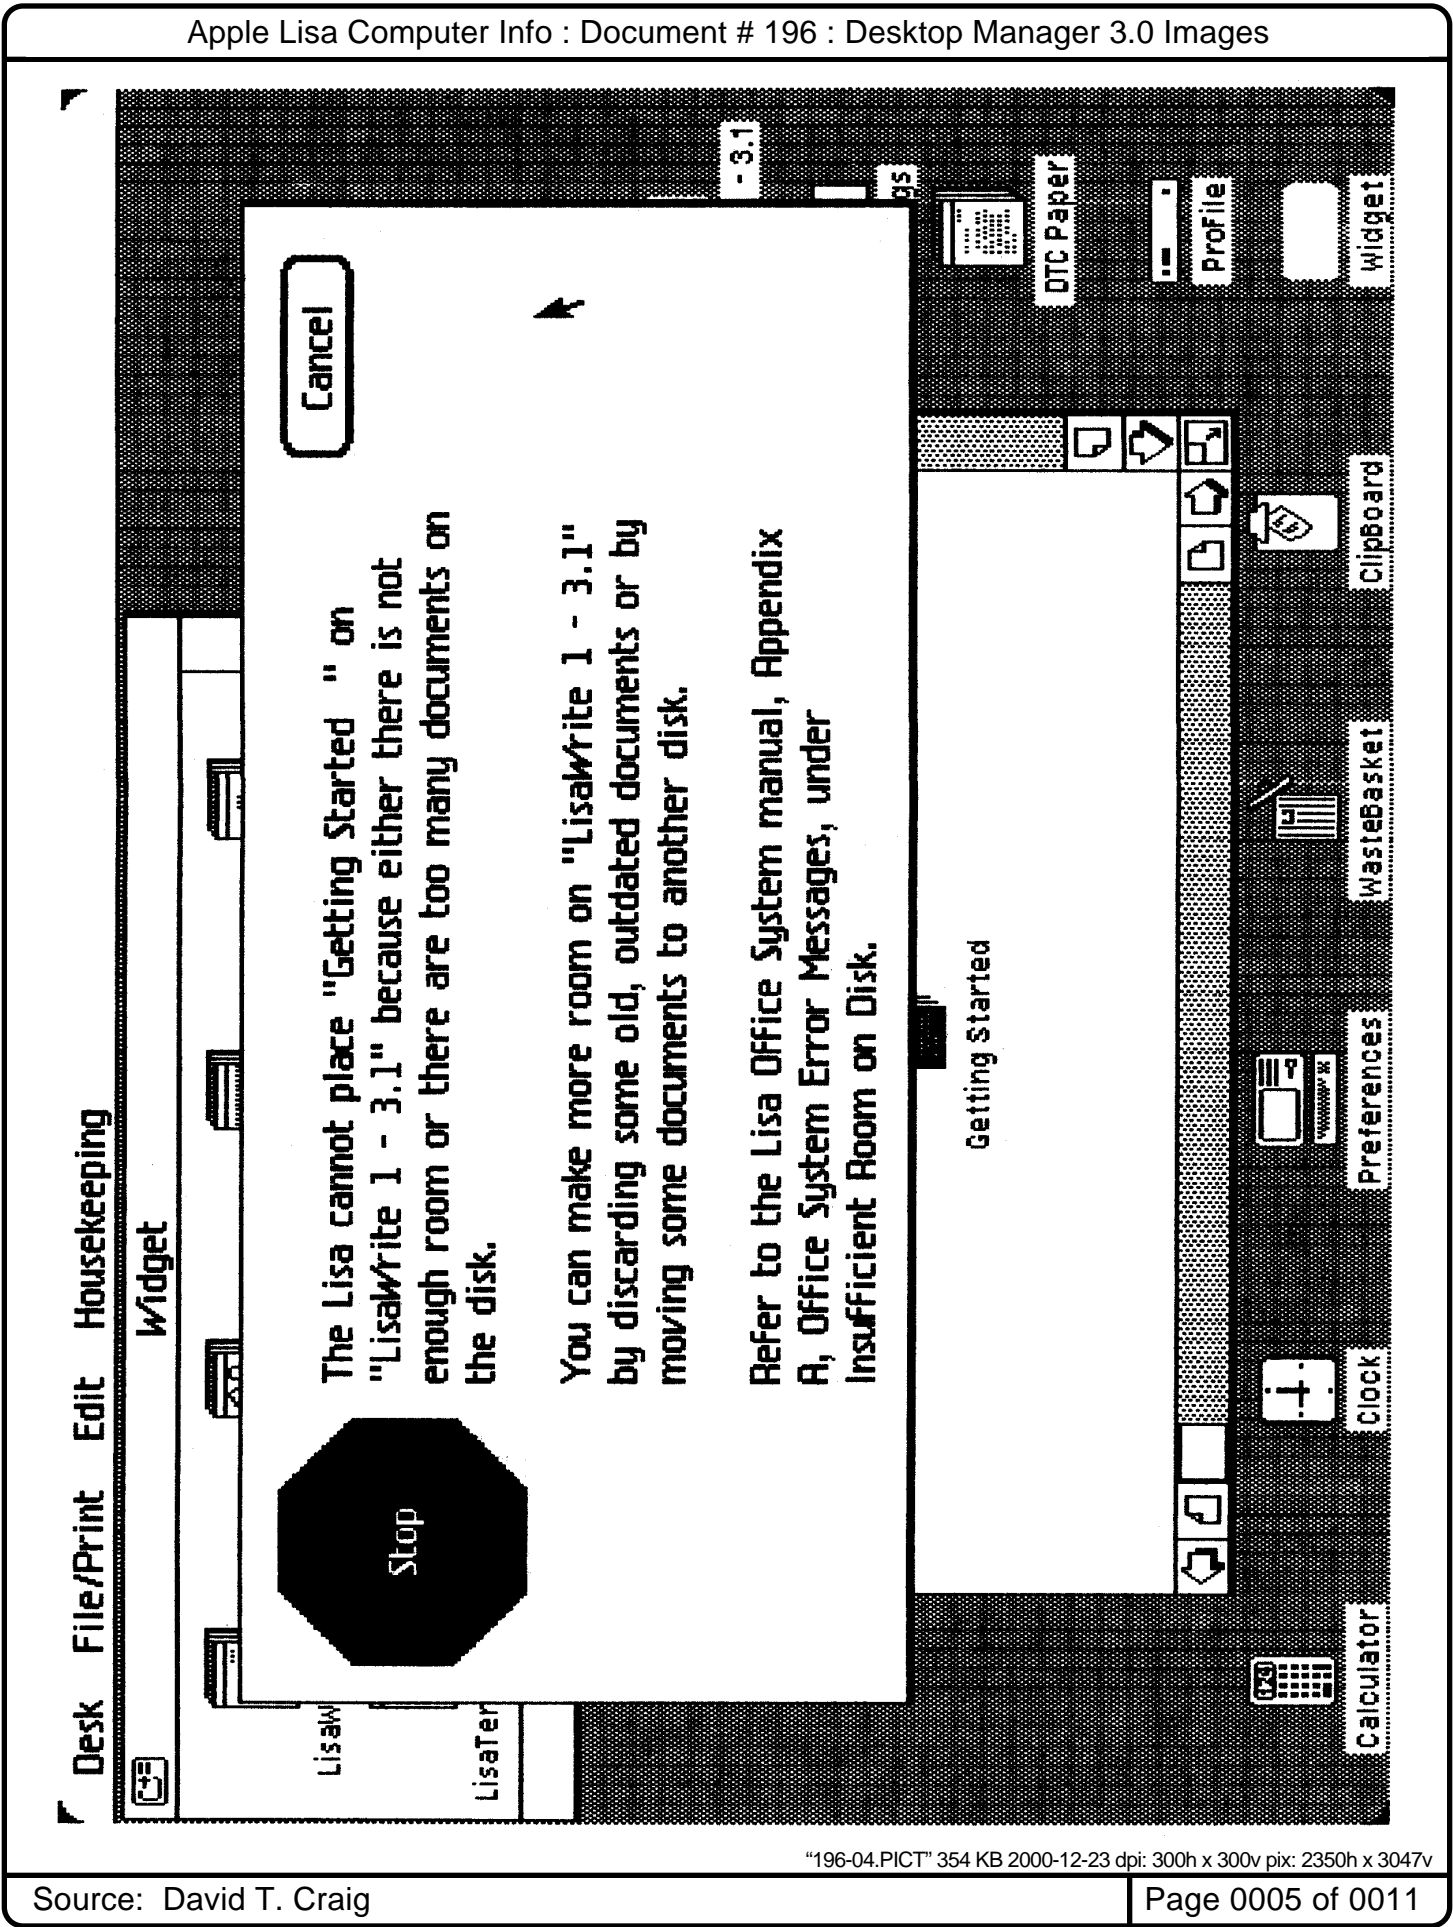 Apple Lisa Computer Info : Document # 196 : Desktop Manager 3.0 Images
Desk File/Print Edit Housekeeping
Widget
Stop
The Lisa cannot place "Getting Started " on
"LisaWrite 1 - 3.1" because either there is not
enough room or there are too many documents on
the disk.
You can make more room on "LisaWrite 1 - 3.1"
by discarding some old, outdated documents or by
moving some documents to another disk.
Refer to the Lisa Office System manual, Appendix
A, Office System Error Messages, under
Insufficient Room on Disk.
Cancel
LisaW
LisaTer
- 3.1
gs
DTC Paper
ProFile
Getting Started
Calculator
Clock
Preferences
WasteBasket
ClipBoard
Widget
"196-04.PICT" 354 KB 2000-12-23 dpi: 300h x 300v pix: 2350h x 3047v
Source: David T. Craig
Page 0005 of 0011